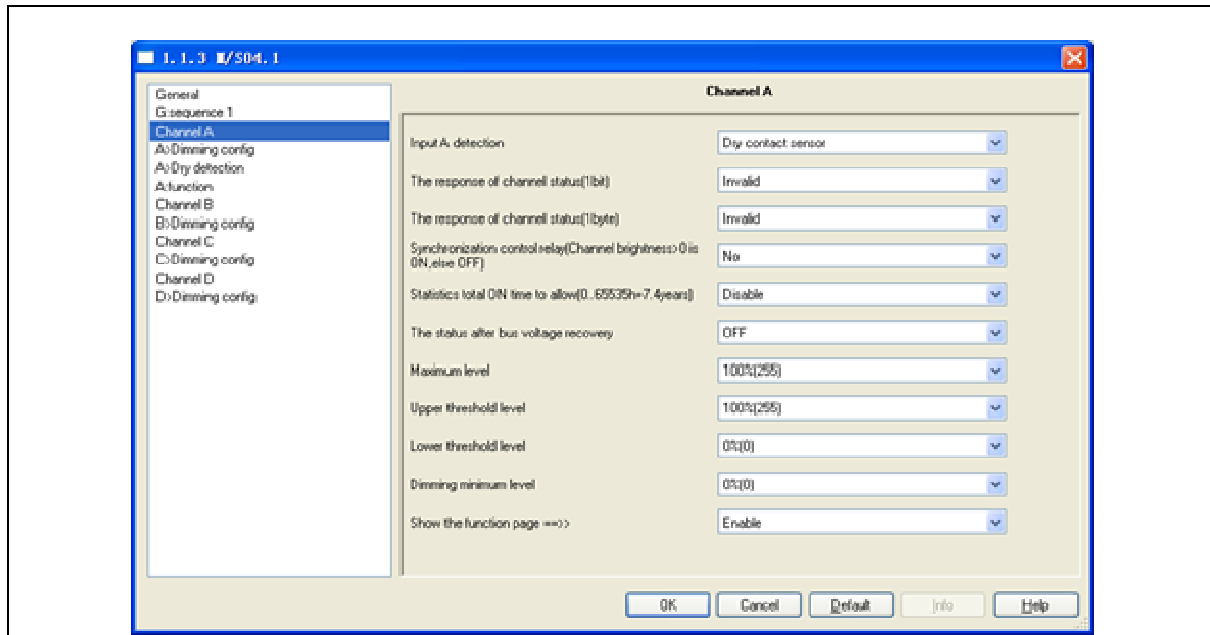 1.1.3 M/S04.1
General
G:sequence 1
Channel A
A>Dimming config
A>Dry detection
A:function
Channel B
B>Dimming config
Channel C
C>Dimming config
Channel D
D>Dimming config
Channel A
Input A detection
Dry contact sensor
The response of channel status(1bit)
Invalid
The response of channel status(1byte)
Invalid
Synchronization control relay(Channel brightness>0 is
ON,else OFF)
No
Statistics total ON time to allow(0..65535h=7.4years)
Disable
The status after bus voltage recovery
OFF
Maximum level
100%(255)
Upper threshold level
100%(255)
Lower threshold level
0%(0)
Dimming minimum level
0%(0)
Show the function page ==>>
Enable
OK
Cancel
Default
Info
Help